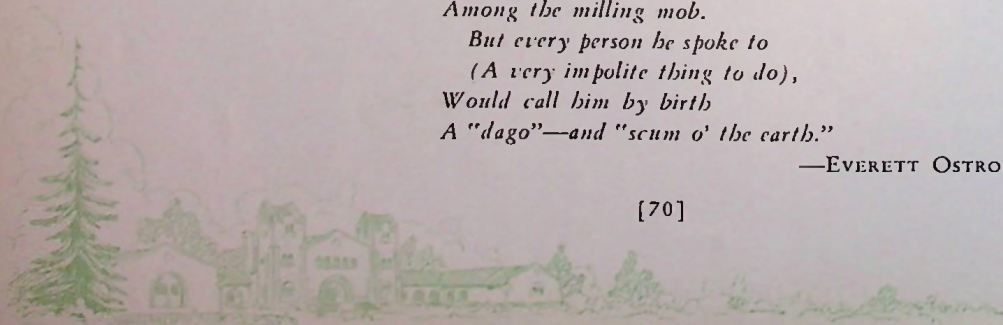 Among the milling mob.
But every person he spoke to
(A very impolite thing to do),
Would call him by birth
A "dago"—and "scum o' the earth."
—EVERETT OSTRO
[70]